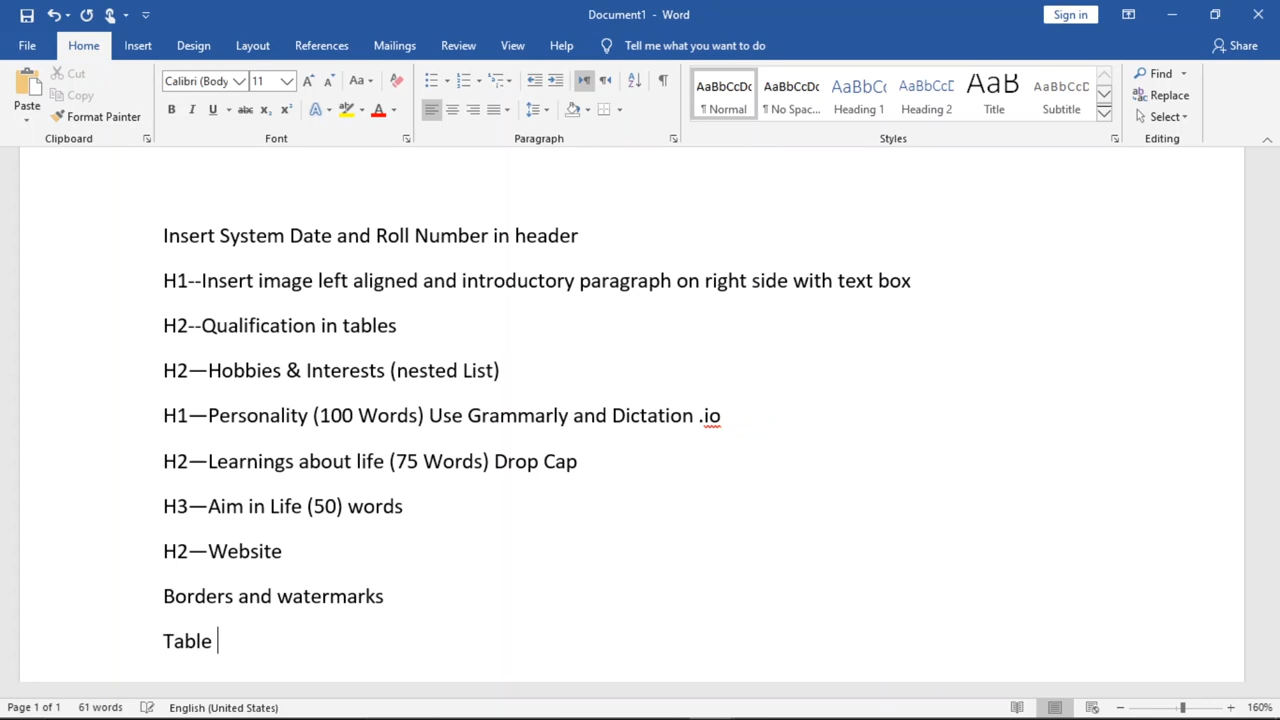 Document1 - Word
Sign in
File Home Insert Design Layout References Mailings Review View Help Tell me what you want to do Share
Paste
Cut
Copy
Format Painter
Clipboard
Calibri (Body 11
Aa
B I U abc x₂ x² A A
Font
Paragraph
AaBbCcDc AaBbCcDc AaBbCc AaBbCcD AaB AaBbCcD
¶ Normal ¶ No Spac... Heading 1 Heading 2 Title Subtitle
Styles
Find
Replace
Select
Editing
Insert System Date and Roll Number in header
H1--Insert image left aligned and introductory paragraph on right side with text box
H2--Qualification in tables
H2—Hobbies & Interests (nested List)
H1—Personality (100 Words) Use Grammarly and Dictation .io
H2—Learnings about life (75 Words) Drop Cap
H3—Aim in Life (50) words
H2—Website
Borders and watermarks
Table
Page 1 of 1 61 words English (United States) 160%